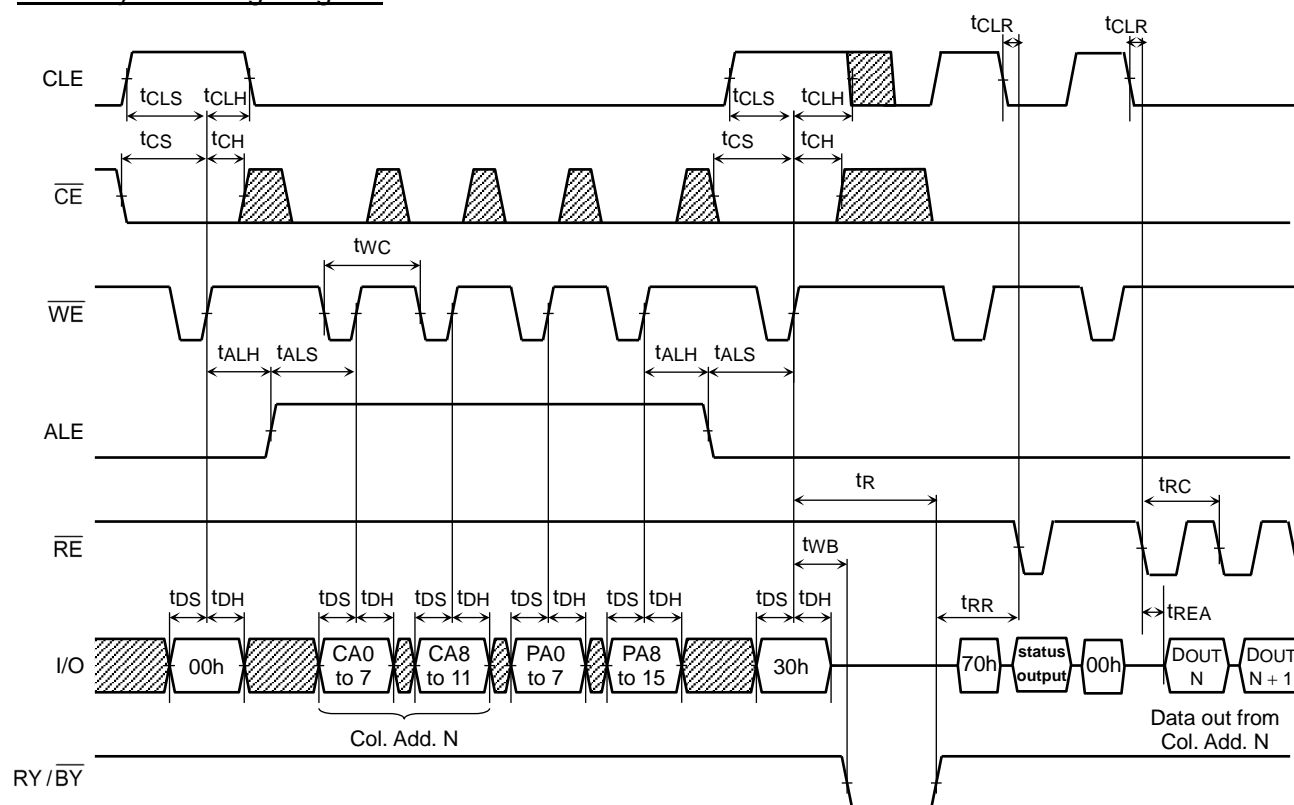 tCLR tCLR
CLE
tCLS tCLH tCLS tCLH
tCS tCH tCS tCH
CE
tWC
WE
tALH tALS tALH tALS
ALE
tR
tRC
RE
tWB
tDS tDH tDS tDH tDS tDH tDS tDH tDS tDH tDS tDH
tRR
tREA
I/O
00h
CA0 to 7
CA8 to 11
PA0 to 7
PA8 to 15
30h
70h
status output
00h
DOUT N
DOUT N + 1
Col. Add. N
Data out from
Col. Add. N
RY / BY